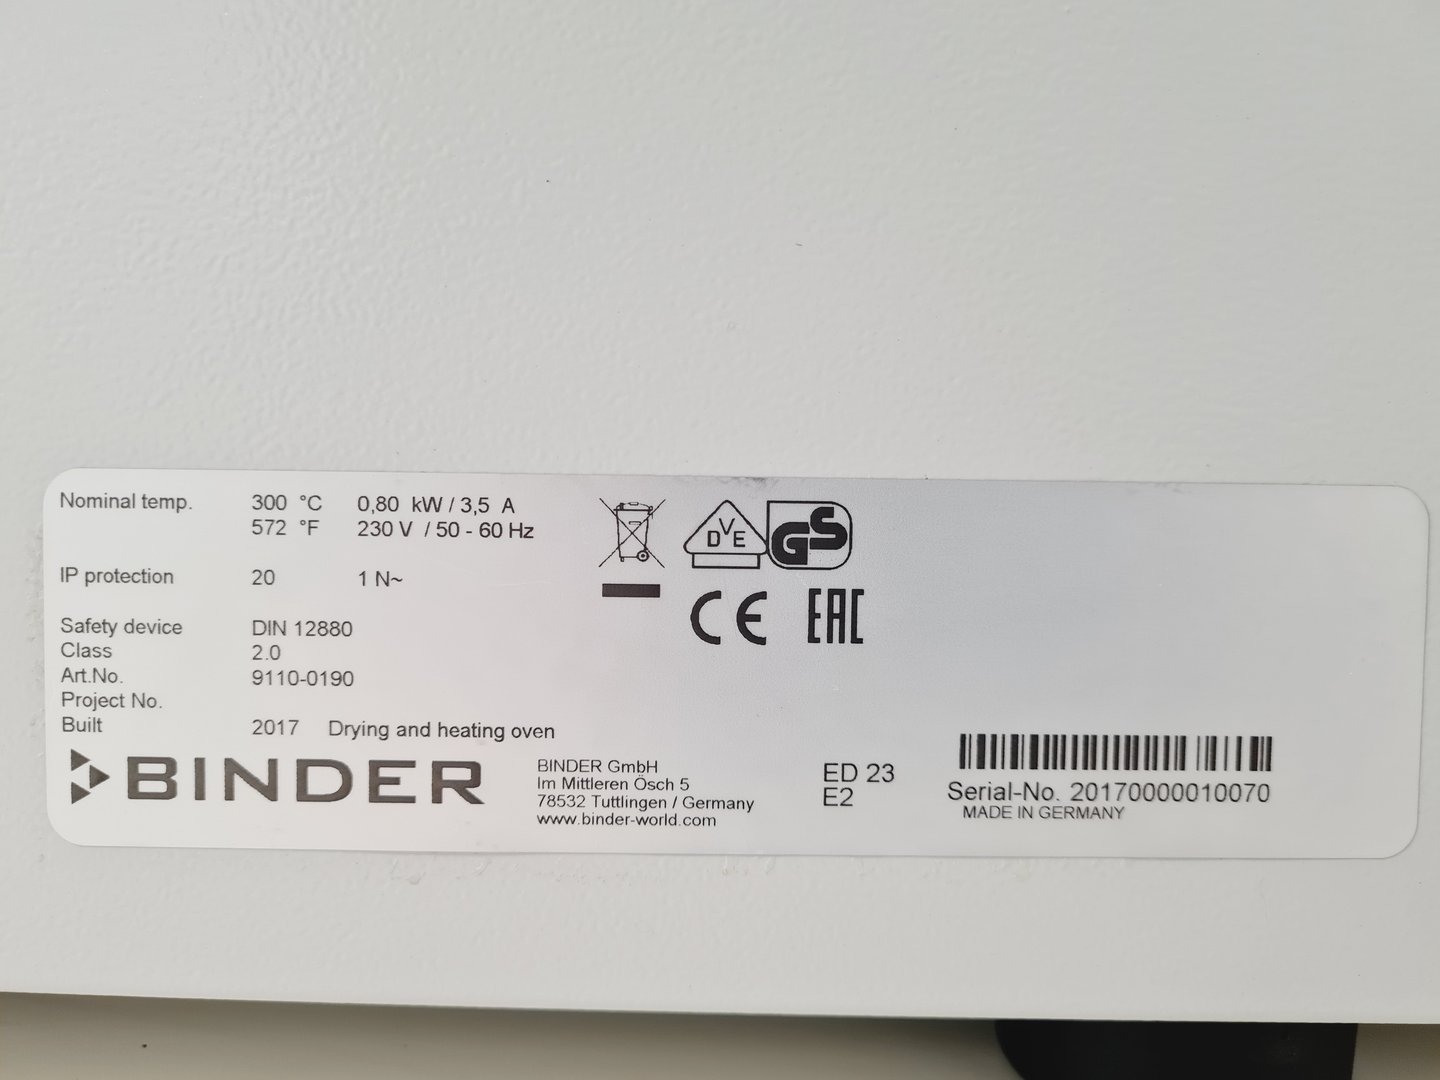 Nominal temp. 300 °C 0,80 kW / 3,5 A
572 °F 230 V / 50 - 60 Hz
IP protection 20 1 N~
Safety device DIN 12880
Class 2.0
Art.No. 9110-0190
Project No.
Built 2017 Drying and heating oven
DVE
GS
CE
EAC
BINDER
BINDER GmbH
Im Mittleren Ösch 5
78532 Tuttlingen / Germany
www.binder-world.com
ED 23
E2
Serial-No. 20170000010070
MADE IN GERMANY